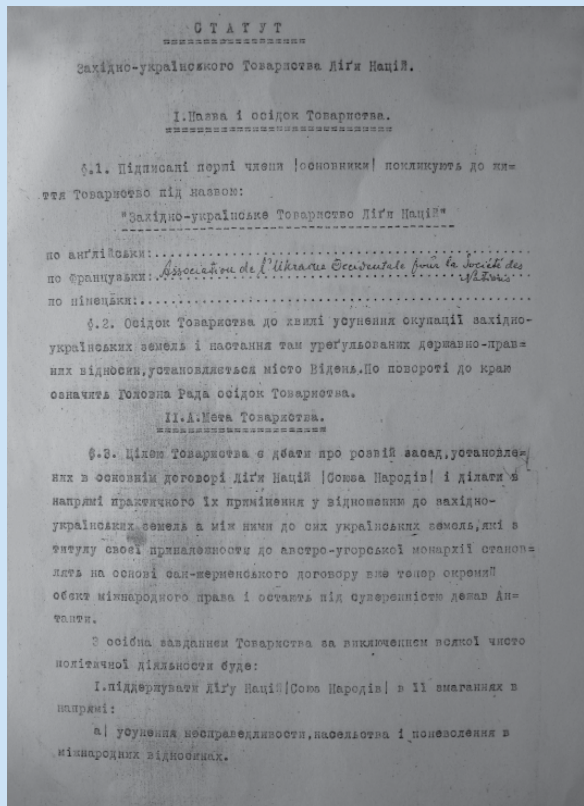 СТАТУТ
Західно-українського Товариства Ліґи Націй.
І.Назва і осідок Товариства.
§.1. Підписані перші члени |основники| покликують до жи=
ття Товариство під назвою:
"Західно-українське Товариство Ліґи Націй"
по англійськи:
по французьки: Association de l'Ukraine Occidentale pour la Société des
Nations
по німецьки:
§.2. Осідок Товариства до хвилі усунення окупації західно-
українських земель і настання там уреґульованих державно-прав=
них відносин,установляється місто Відень.По повороті до краю
означить Головна Рада осідок Товариства.
ІІ.А.Мета Товариства.
§.3. Цілею Товариства є дбати про розвій засад,установле=
них в основнім договорі Ліґи Націй |Союза Народів| і ділати в
напрямі практичного їх примінення у відношенню до західно-
українських земель а між ними до сих українських земель,які з
титулу своєї приналежности до австро-угорської монархії станов=
лять на основі сан-жерменського договору вже тепер окремий
обєкт міжнародного права і остають під суверенністю денав Ан=
танти.
З осібна завданнєм Товариства за виключеннєм всякої чисто
політичної діяльности буде:
І.піддержувати Ліґу Націй|Союз Народів| в її змаганнях в
напрямі:
а| усунення несправедливости,насельства і поневолення в
міжнародних відносинах.